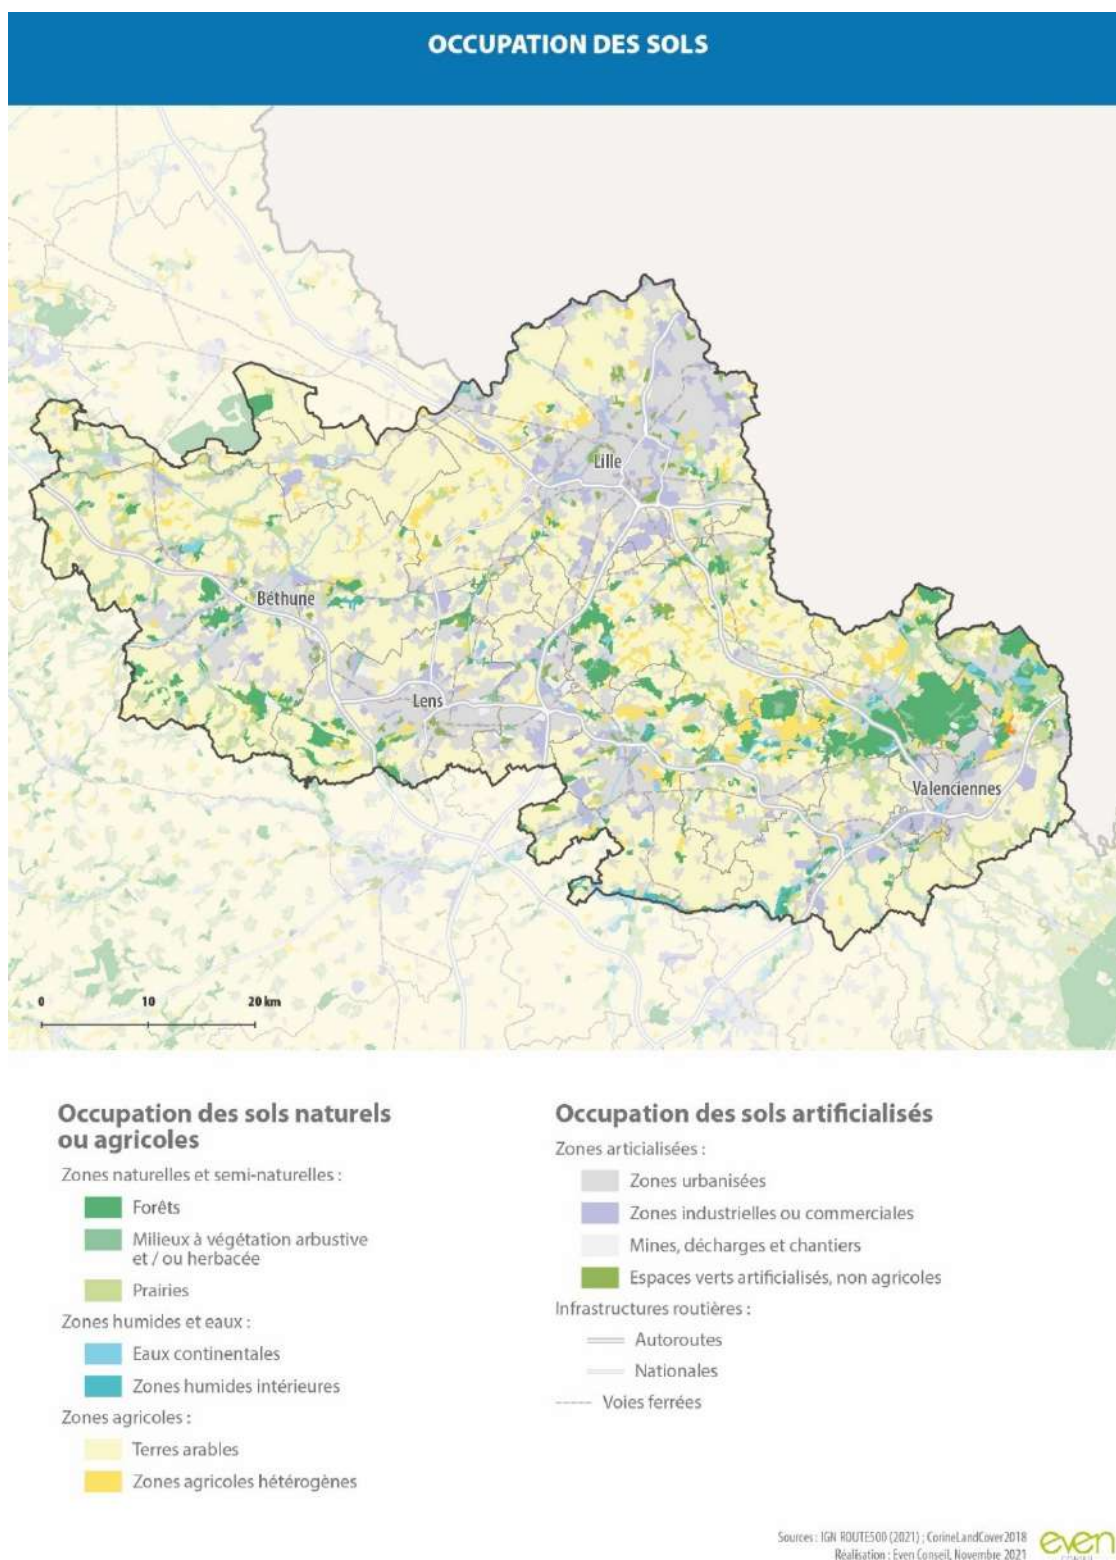 OCCUPATION DES SOLS
Lille
Béthune
Lens
Valenciennes
0 10 20 km
Occupation des sols naturels
ou agricoles
Zones naturelles et semi-naturelles :
Forêts
Milieux à végétation arbustive
et / ou herbacée
Prairies
Zones humides et eaux :
Eaux continentales
Zones humides intérieures
Zones agricoles :
Terres arables
Zones agricoles hétérogènes
Occupation des sols artificialisés
Zones articialisées :
Zones urbanisées
Zones industrielles ou commerciales
Mines, décharges et chantiers
Espaces verts artificialisés, non agricoles
Infrastructures routières :
Autoroutes
Nationales
Voies ferrées
Sources : IGN ROUTE500 (2021) ; CorineLandCover2018
Réalisation : Even Conseil, Novembre 2021
even
CONSEIL